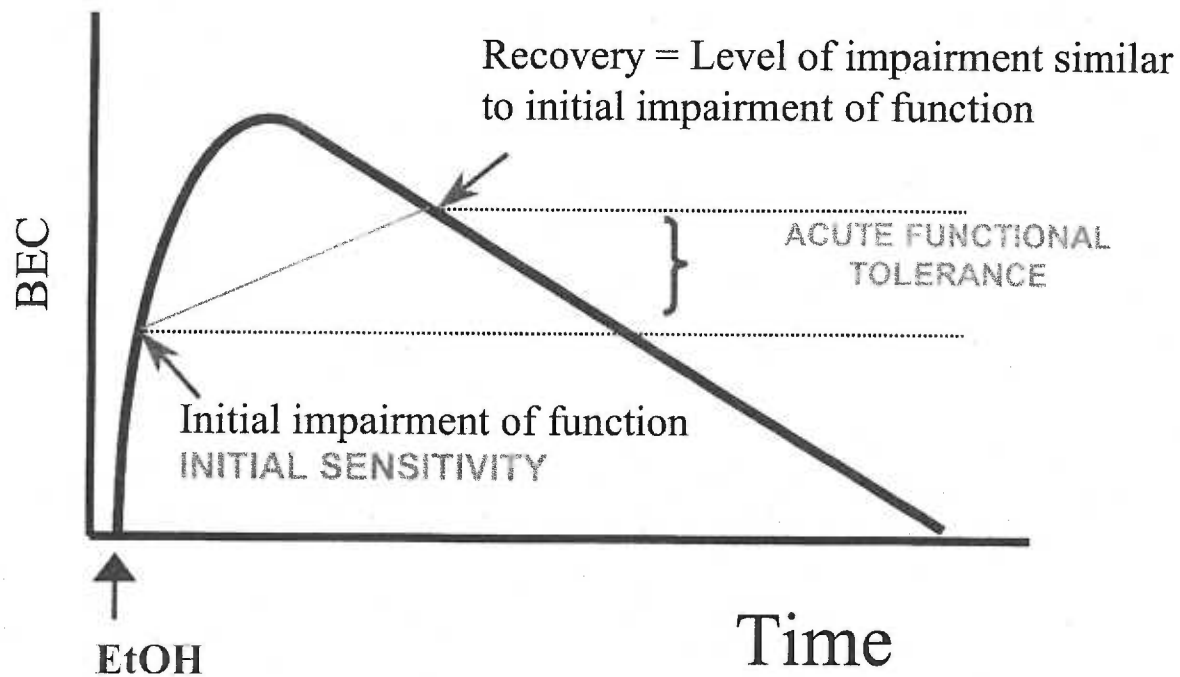 Recovery = Level of impairment similar
to initial impairment of function
BEC
ACUTE FUNCTIONAL
TOLERANCE
Initial impairment of function
INITIAL SENSITIVITY
EtOH
Time